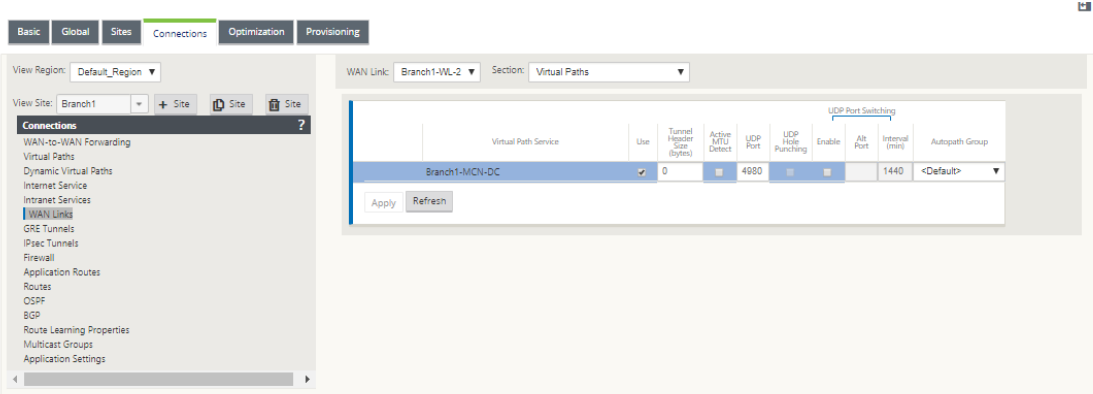 Basic Global Sites Connections Optimization Provisioning
View Region: Default_Region
View Site: Branch1 + Site Site Site
Connections ?
WAN-to-WAN Forwarding
Virtual Paths
Dynamic Virtual Paths
Internet Service
Intranet Services
WAN Links
GRE Tunnels
IPsec Tunnels
Firewall
Application Routes
Routes
OSPF
BGP
Route Learning Properties
Multicast Groups
Application Settings
WAN Link: Branch1-WL-2 Section: Virtual Paths
UDP Port Switching
Virtual Path Service Use Tunnel Header Size (bytes) Active MTU Detect UDP Port UDP Hole Punching Enable Alt Port Interval (min) Autopath Group
Branch1-MCN-DC 0 4980 1440 <Default>
Apply Refresh